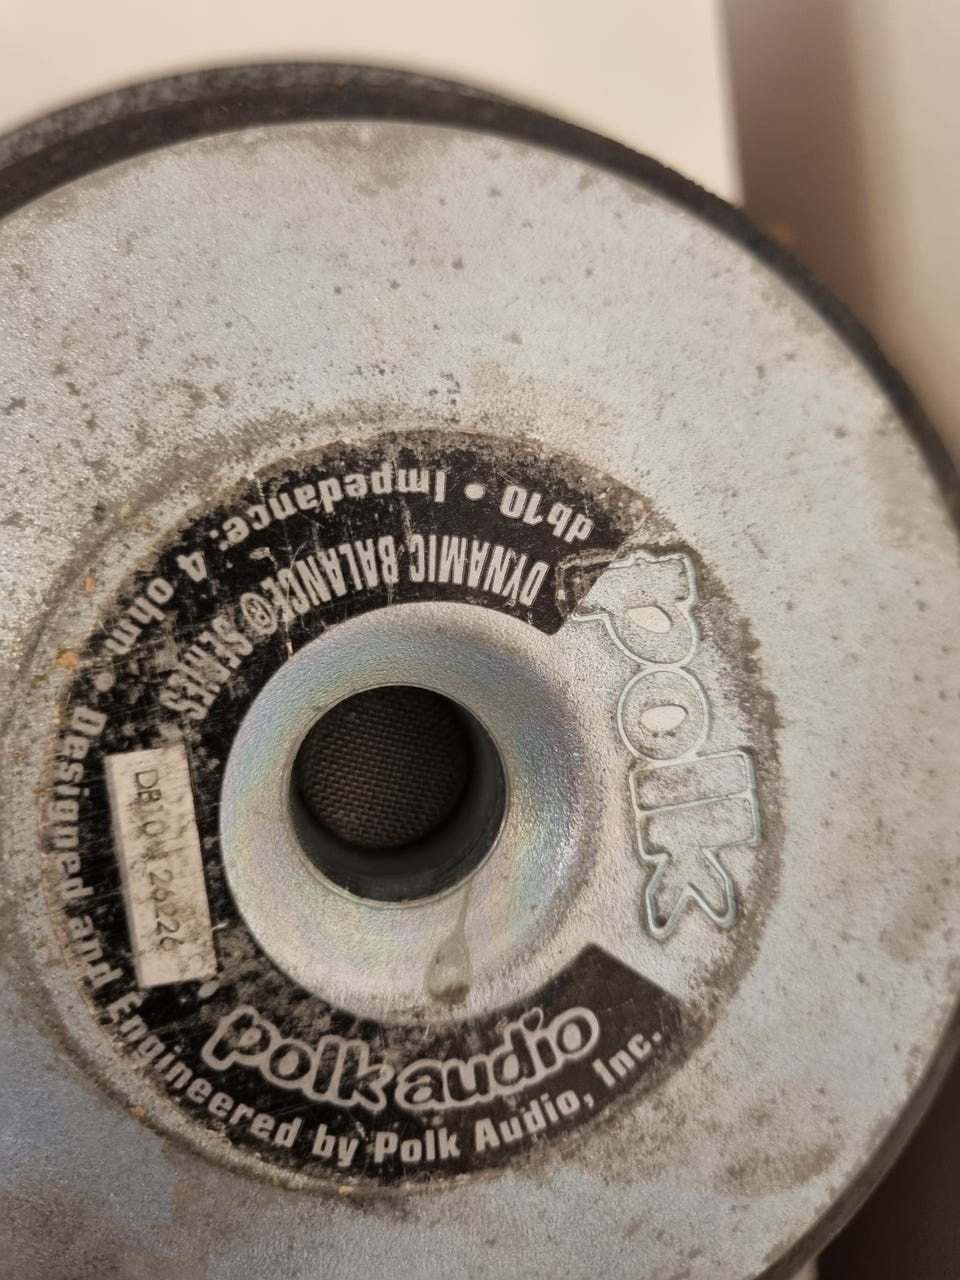 polk
db10 • Impedance: 4 ohm • Designed and Engineered by Polk Audio, Inc.
DYNAMIC BALANCE® SERIES
polk audio